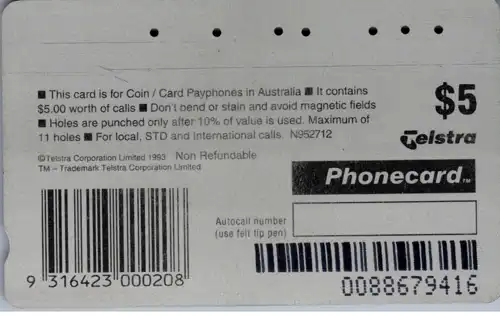 ■ This card is for Coin / Card Payphones in Australia ■ It contains
$5.00 worth of calls ■ Don't bend or stain and avoid magnetic fields
■ Holes are punched only after 10% of value is used. Maximum of
11 holes ■ For local, STD and International calls. N952712
$5
Telstra
©Telstra Corporation Limited 1993 Non Refundable
TM – Trademark Telstra Corporation Limited
Phonecard TM
Autocall number
(use felt tip pen)
9 316423 000208
0088679416